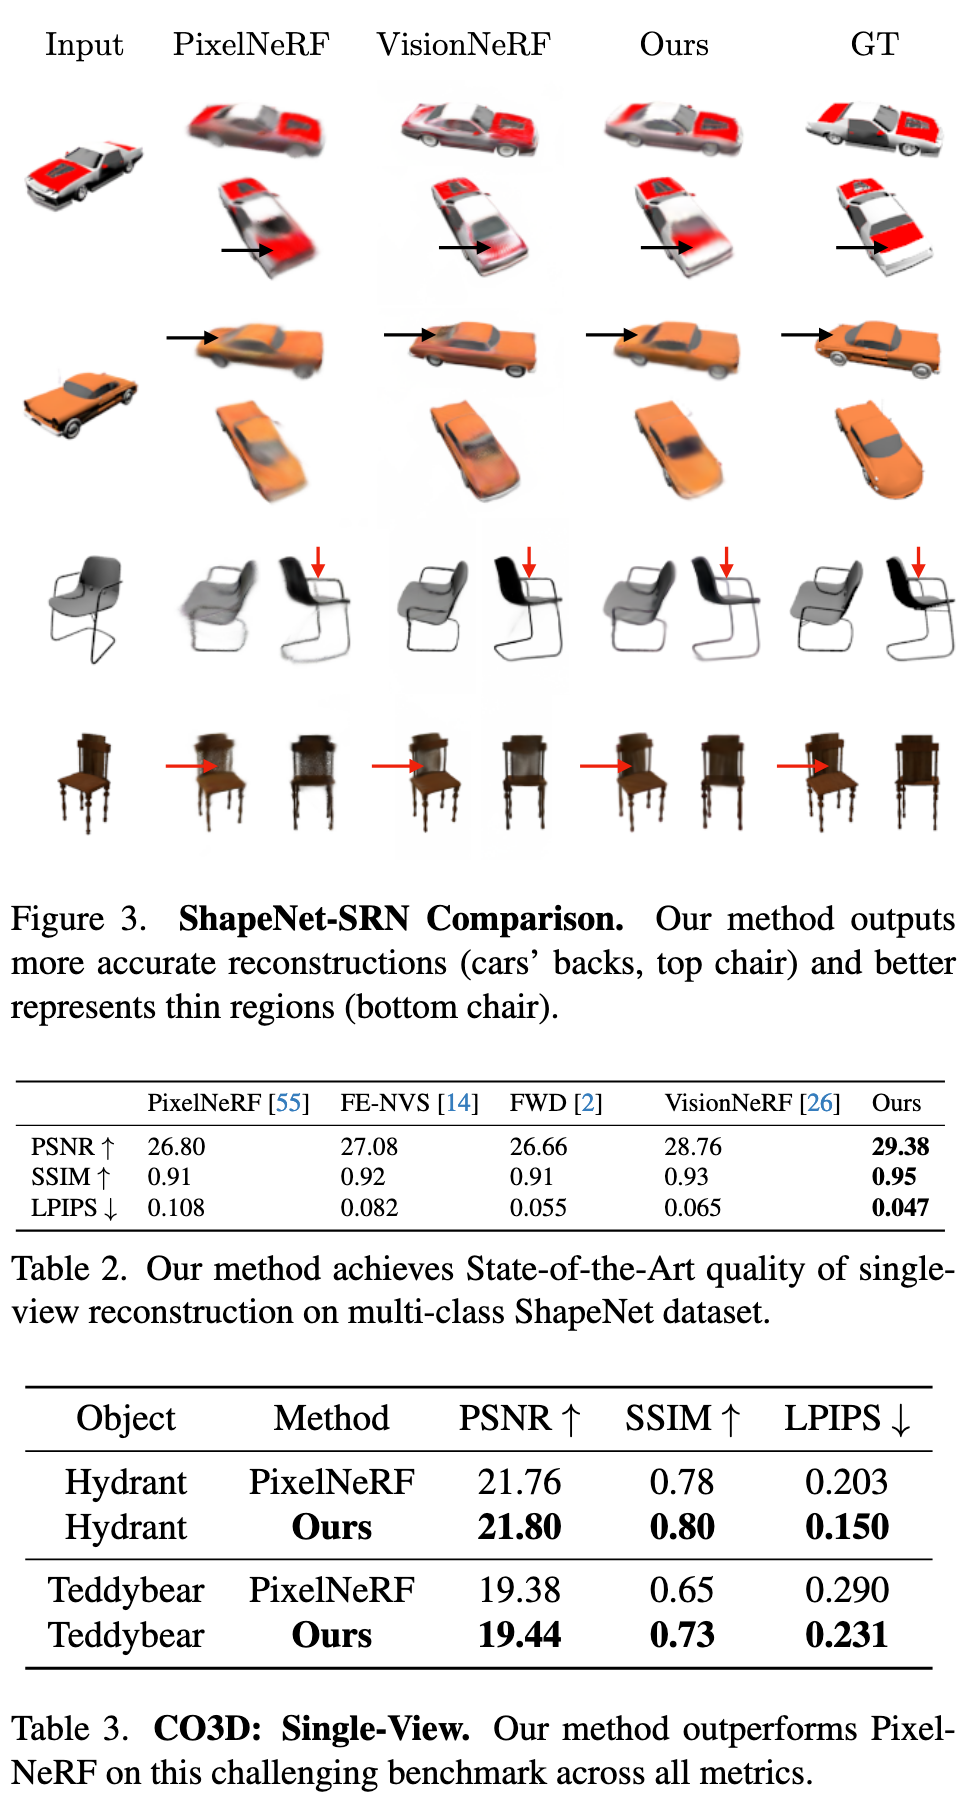 Input PixelNeRF VisionNeRF Ours GT
Figure 3. ShapeNet-SRN Comparison. Our method outputs
more accurate reconstructions (cars' backs, top chair) and better
represents thin regions (bottom chair).
PixelNeRF [55] FE-NVS [14] FWD [2] VisionNeRF [26] Ours
PSNR ↑ 26.80 27.08 26.66 28.76 29.38
SSIM ↑ 0.91 0.92 0.91 0.93 0.95
LPIPS ↓ 0.108 0.082 0.055 0.065 0.047
Table 2. Our method achieves State-of-the-Art quality of single-
view reconstruction on multi-class ShapeNet dataset.
Object Method PSNR ↑ SSIM ↑ LPIPS ↓
Hydrant PixelNeRF 21.76 0.78 0.203
Hydrant Ours 21.80 0.80 0.150
Teddybear PixelNeRF 19.38 0.65 0.290
Teddybear Ours 19.44 0.73 0.231
Table 3. CO3D: Single-View. Our method outperforms Pixel-
NeRF on this challenging benchmark across all metrics.